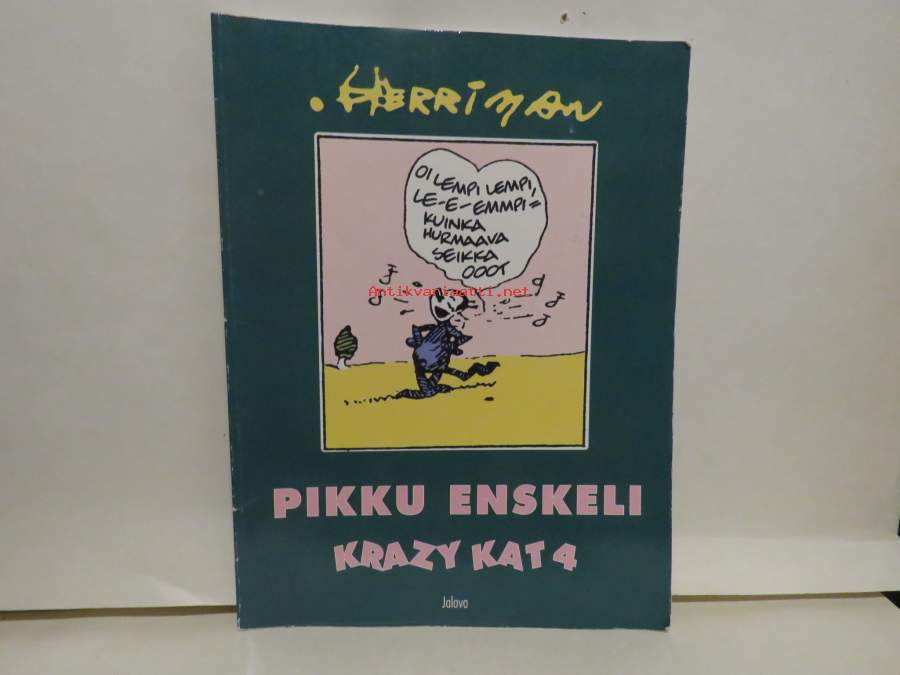 . HERRIMAN
OI LEMPI LEMPI,
LE-E-EMMPI=
KUINKA
HURMAAVA
SEIKKA
OOOT
Antikvariaatti.net
PIKKU ENSKELI
KRAZY KAT 4
Jalava